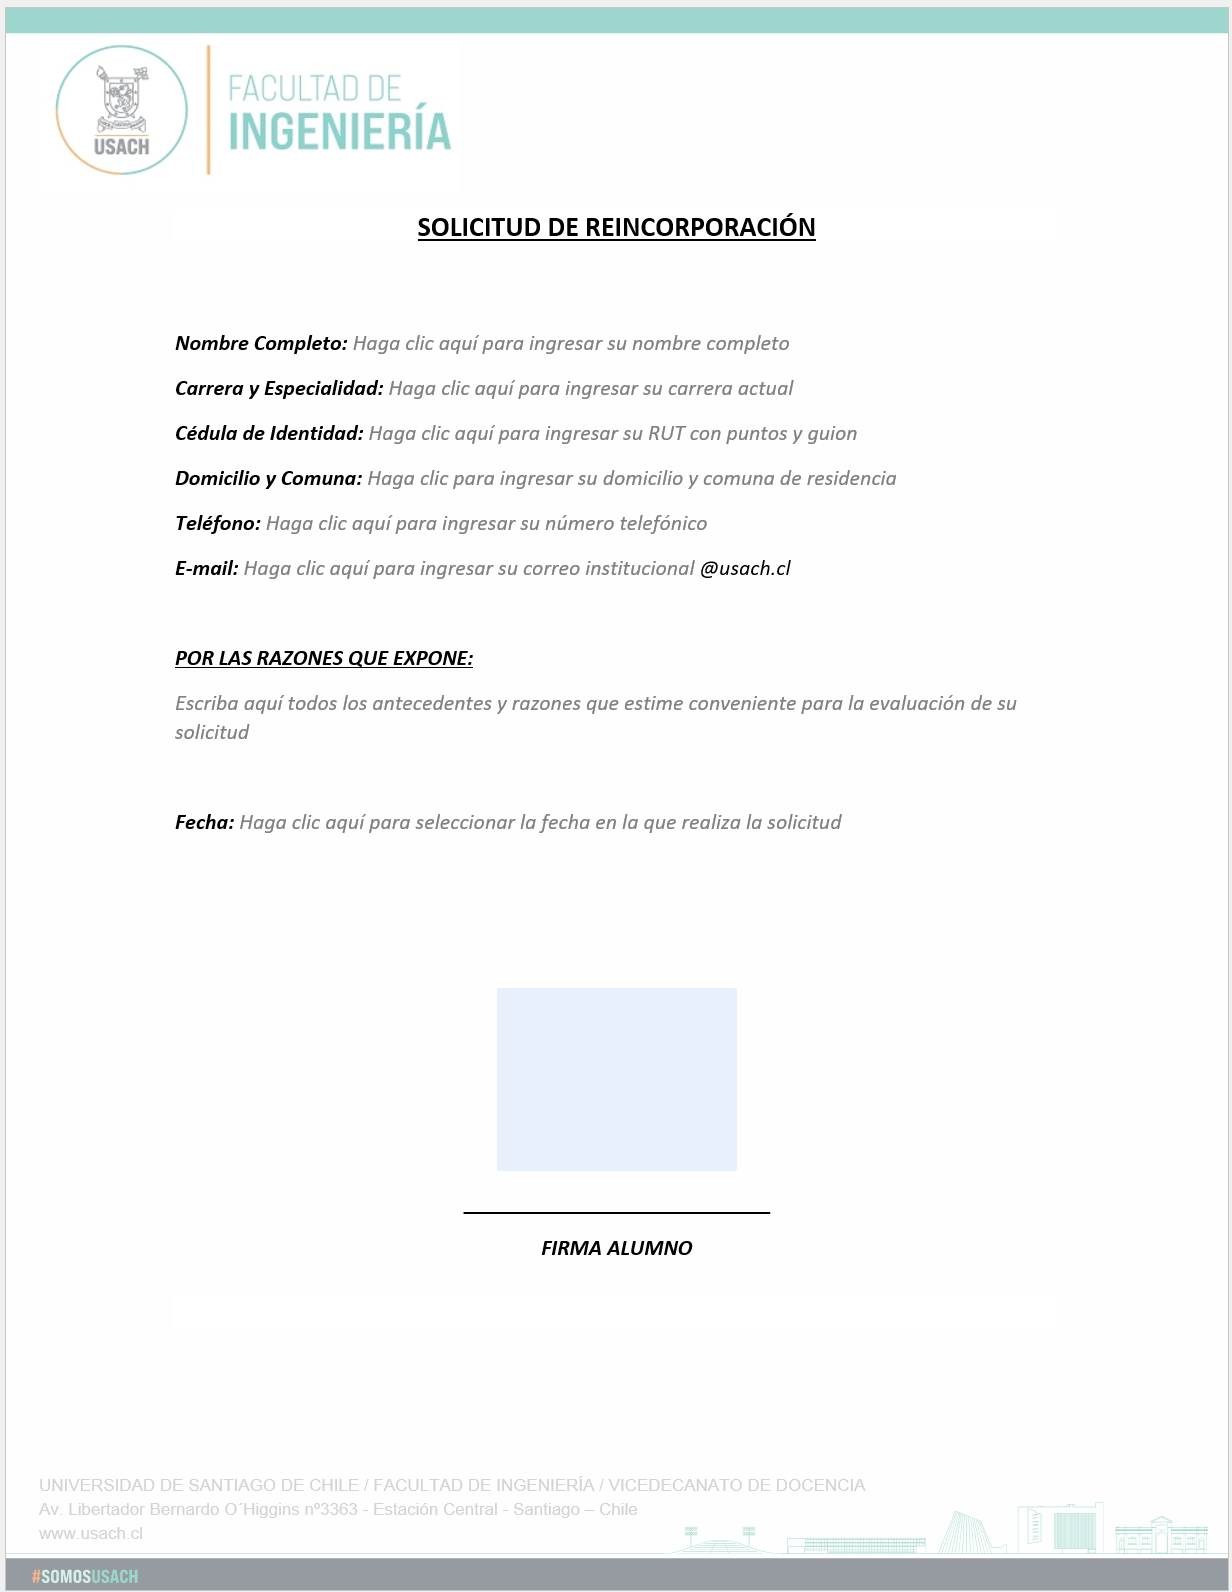 USACH
FACULTAD DE
INGENIERÍA
SOLICITUD DE REINCORPORACIÓN
Nombre Completo: Haga clic aquí para ingresar su nombre completo
Carrera y Especialidad: Haga clic aquí para ingresar su carrera actual
Cédula de Identidad: Haga clic aquí para ingresar su RUT con puntos y guion
Domicilio y Comuna: Haga clic para ingresar su domicilio y comuna de residencia
Teléfono: Haga clic aquí para ingresar su número telefónico
E-mail: Haga clic aquí para ingresar su correo institucional @usach.cl
POR LAS RAZONES QUE EXPONE:
Escriba aquí todos los antecedentes y razones que estime conveniente para la evaluación de su
solicitud
Fecha: Haga clic aquí para seleccionar la fecha en la que realiza la solicitud
FIRMA ALUMNO
UNIVERSIDAD DE SANTIAGO DE CHILE / FACULTAD DE INGENIERÍA / VICEDECANATO DE DOCENCIA
Av. Libertador Bernardo O´Higgins nº3363 - Estación Central - Santiago – Chile
www.usach.cl
#SOMOSUSACH